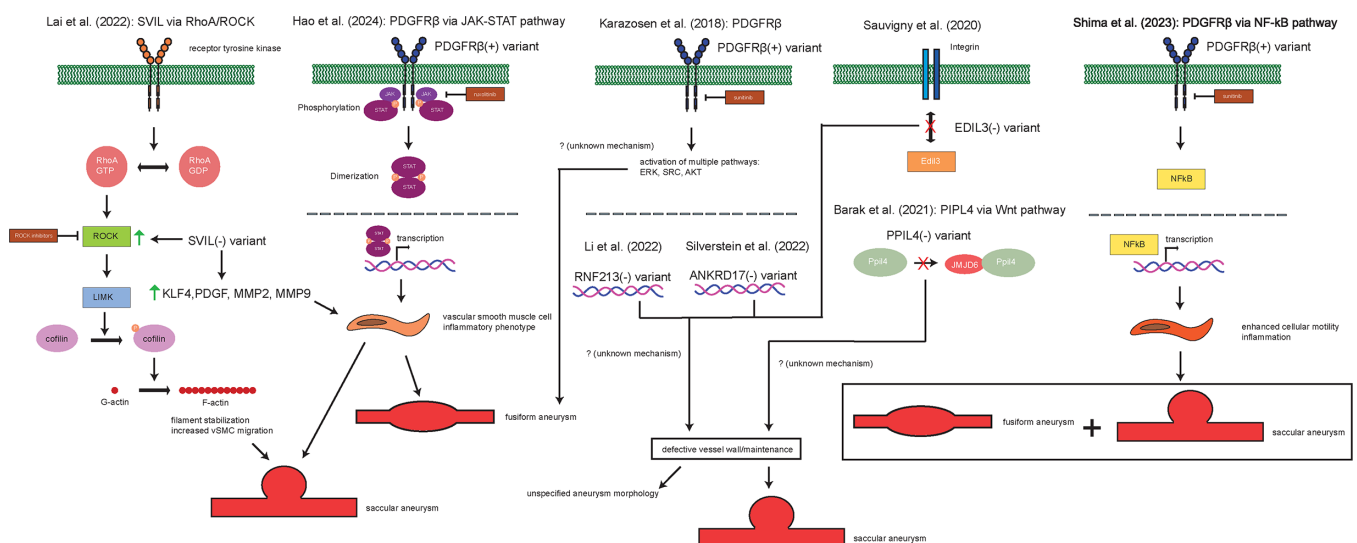 Lai et al. (2022): SVIL via RhoA/ROCK
receptor tyrosine kinase
RhoA
GTP
RhoA
GDP
ROCK inhibitors
ROCK
SVIL(-) variant
LIMK
KLF4,PDGF, MMP2, MMP9
cofilin
P
cofilin
G-actin
F-actin
filament stabilization
increased vSMC migration
saccular aneurysm
Hao et al. (2024): PDGFRβ via JAK-STAT pathway
PDGFRβ(+) variant
JAK
JAK
ruxolitinib
Phosphorylation
STAT
P
P
STAT
Dimerization
STAT
P
P
STAT
STAT
P
P
STAT
transcription
vascular smooth muscle cell
inflammatory phenotype
fusiform aneurysm
Karazosen et al. (2018): PDGFRβ
PDGFRβ(+) variant
sunitinib
? (unknown mechanism)
activation of multiple pathways:
ERK, SRC, AKT
Li et al. (2022)
RNF213(-) variant
Silverstein et al. (2022)
ANKRD17(-) variant
? (unknown mechanism)
Sauvigny et al. (2020)
Integrin
EDIL3(-) variant
Edil3
Barak et al. (2021): PIPL4 via Wnt pathway
PPIL4(-) variant
Ppil4
JMJD6
Ppil4
? (unknown mechanism)
defective vessel wall/maintenance
unspecified aneurysm morphology
saccular aneurysm
Shima et al. (2023): PDGFRβ via NF-kB pathway
PDGFRβ(+) variant
sunitinib
NFkB
NFkB
transcription
enhanced cellular motility
inflammation
fusiform aneurysm
+
saccular aneurysm